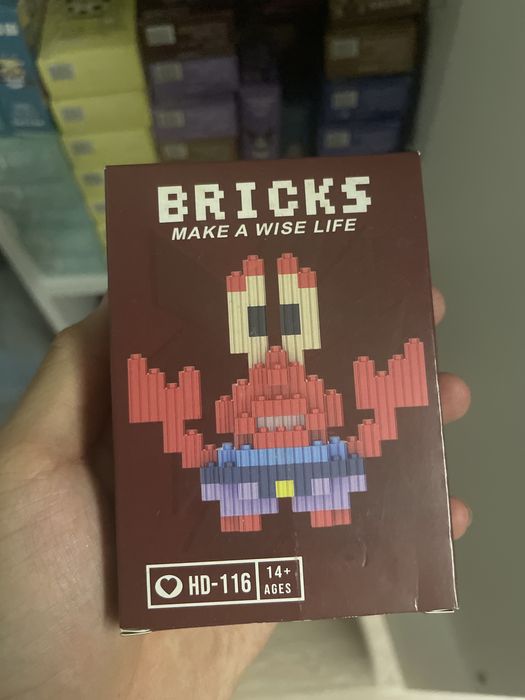 BRICKS
MAKE A WISE LIFE
HD-116
14+
AGES